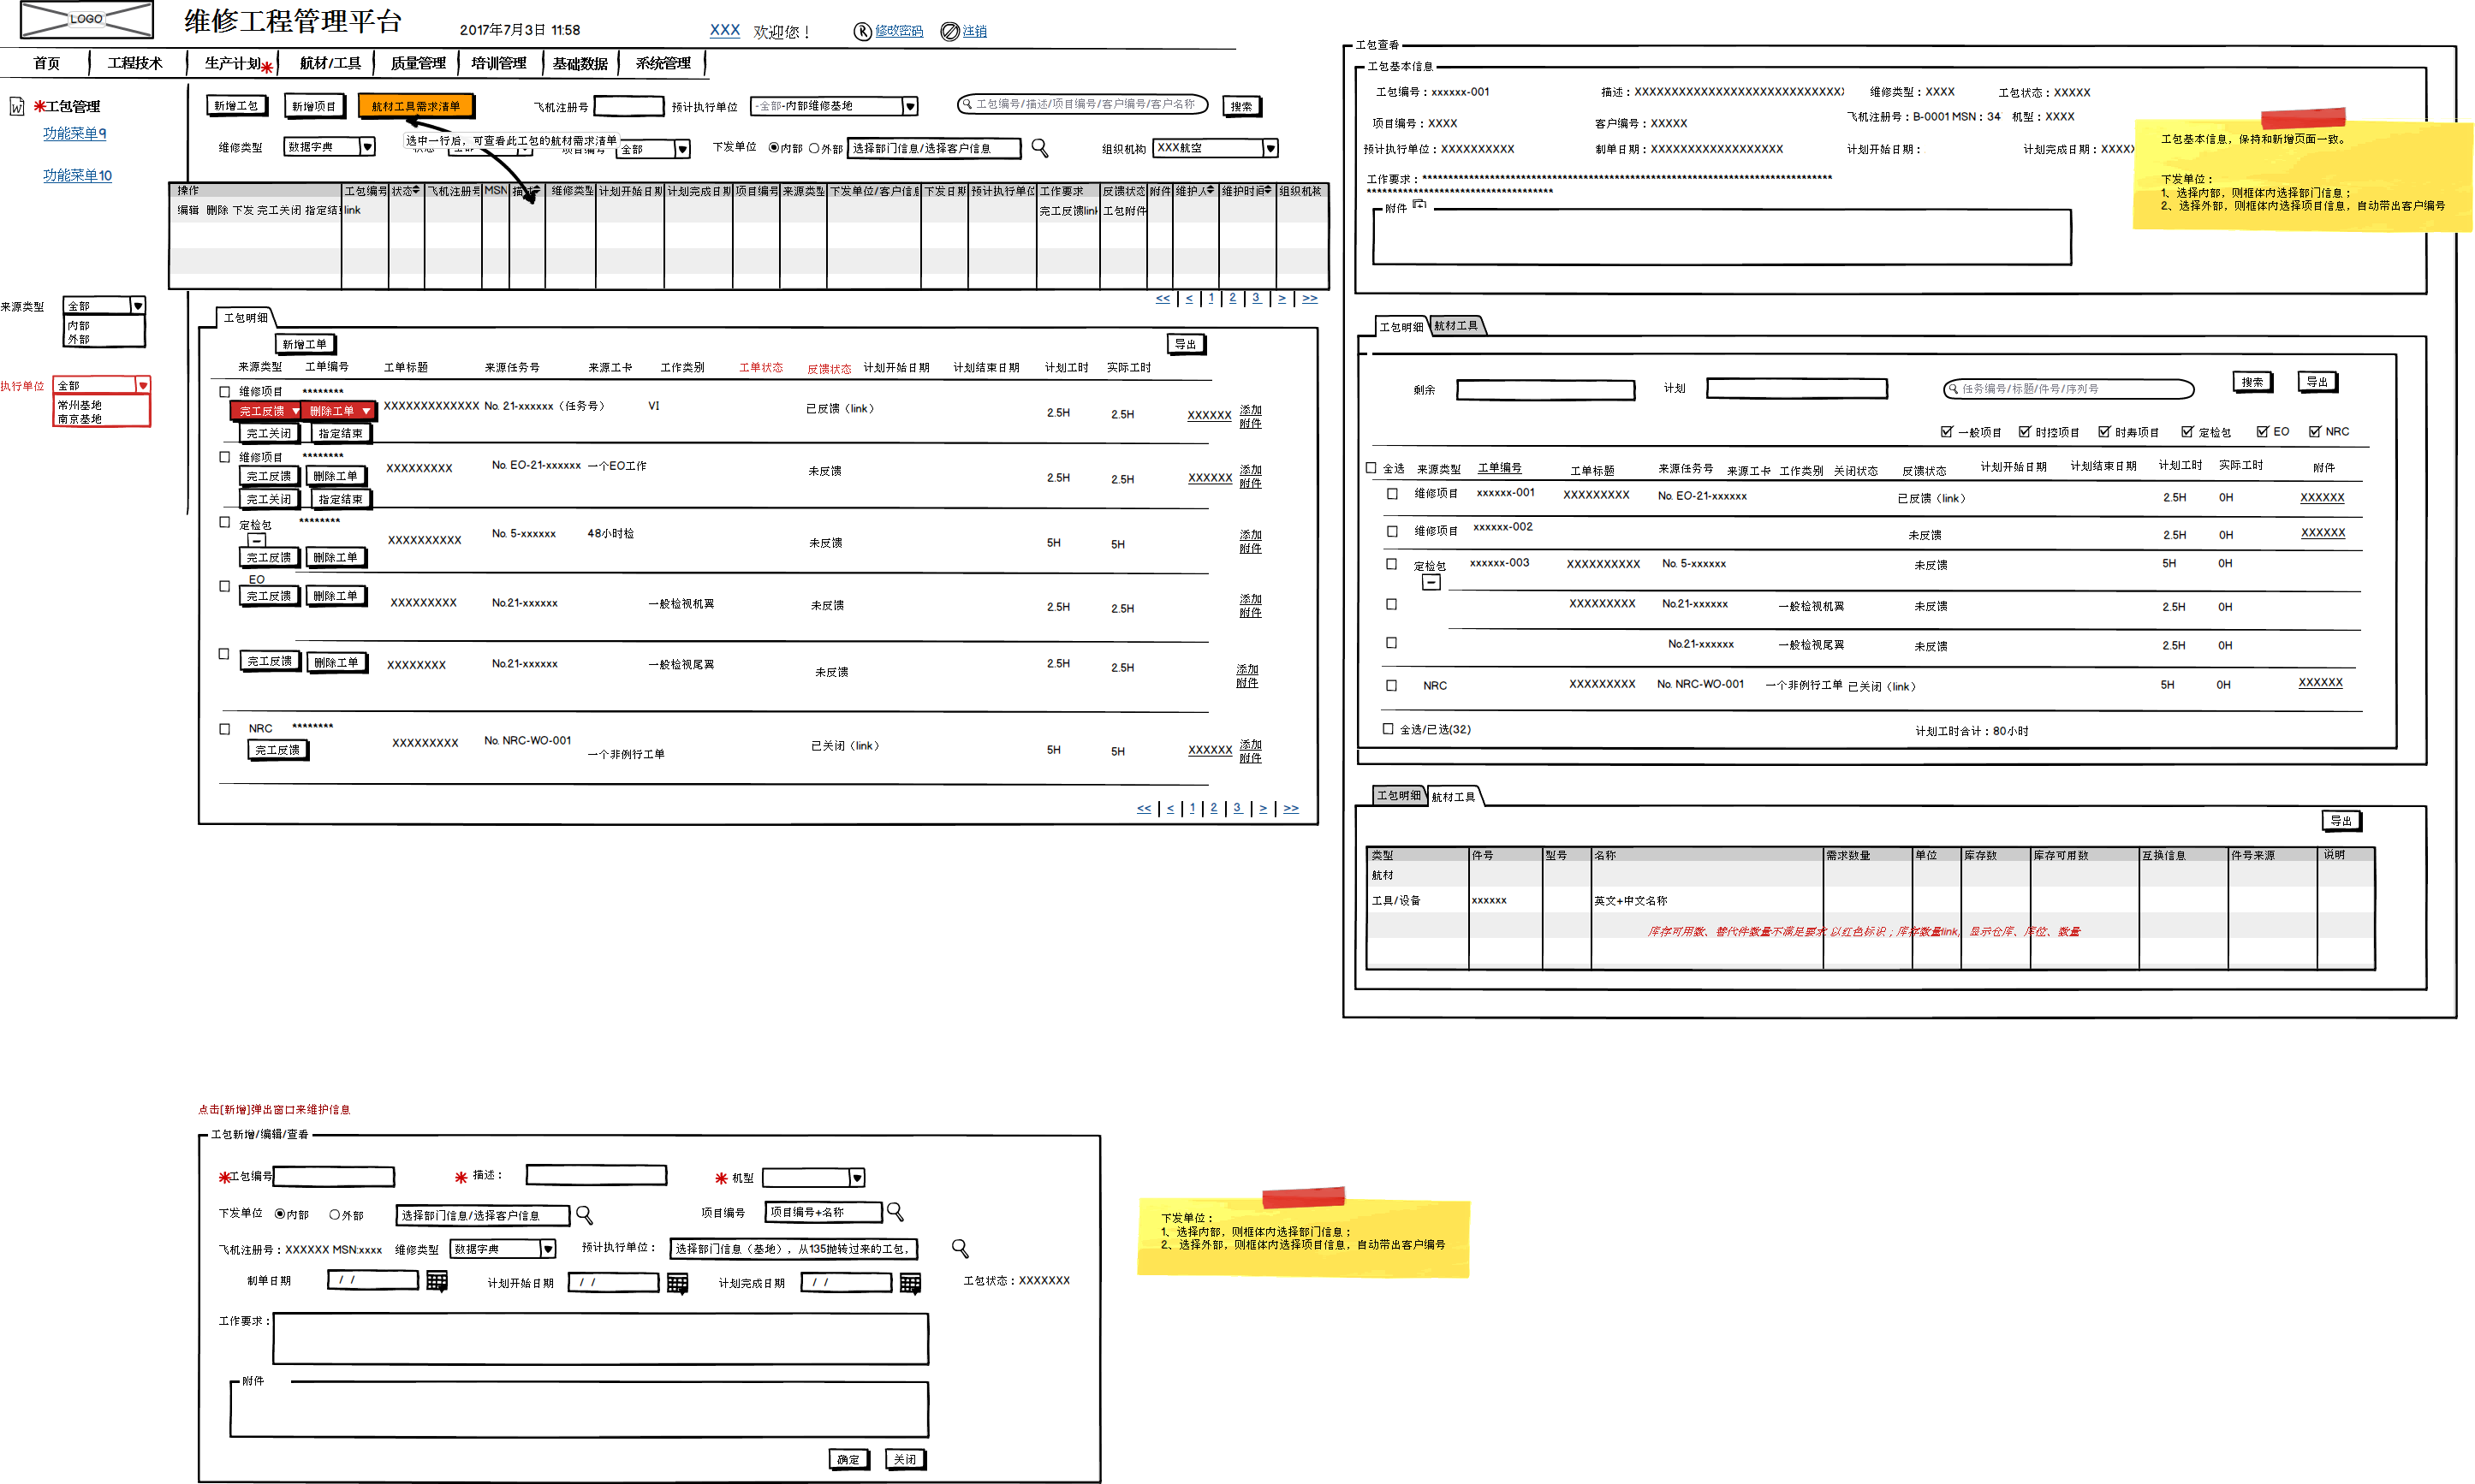 LOGO
维修工程管理平台
2017年7月3日 11:58
XXX 欢迎您！
修改密码
注销
首页 工程技术 生产计划 航材/工具 质量管理 培训管理 基础数据 系统管理
工包管理
功能菜单9
功能菜单10
新增工包 新增项目 航材工具需求清单 飞机注册号 预计执行单位 -全部-内部维修基地 工包编号/描述/项目编号/客户编号/客户名称 搜索
选中一行后，可查看此工包的航材需求清单
维修类型 数据字典 全部 下发单位 内部 外部 选择部门信息/选择客户信息 组织机构 XXX航空
操作 工包编号 状态 飞机注册号 MSN 描述 维修类型 计划开始日期 计划完成日期 项目编号 来源类型 下发单位/客户信息 下发日期 预计执行单位 工作要求 反馈状态 附件 维护人 维护时间 组织机构
编辑 删除 下发 完工关闭 指定结束 link 完工反馈link 工包附件
<< < 1 2 3 > >>
来源类型 全部
内部
外部
执行单位 全部
常州基地
南京基地
工包明细
新增工单 导出
来源类型 工单编号 工单标题 来源任务号 来源工卡 工作类别 工单状态 反馈状态 计划开始日期 计划结束日期 计划工时 实际工时
维修项目 ********
完工反馈 删除工单 XXXXXXXXXXXXX No. 21-xxxxxx（任务号） VI 已反馈（link） 2.5H 2.5H XXXXXX 添加附件
完工关闭 指定结束
维修项目 ********
完工反馈 删除工单 XXXXXXXXX No. EO-21-xxxxxx 一个EO工作 未反馈 2.5H 2.5H XXXXXX 添加附件
完工关闭 指定结束
定检包 ********
完工反馈 删除工单 XXXXXXXXXX No. 5-xxxxxx 48小时检 未反馈 5H 5H 添加附件
EO
完工反馈 删除工单 XXXXXXXXX No.21-xxxxxx 一般检视机翼 未反馈 2.5H 2.5H 添加附件
完工反馈 删除工单 XXXXXXXX No.21-xxxxxx 一般检视尾翼 未反馈 2.5H 2.5H 添加附件
NRC ********
完工反馈 XXXXXXXXX No. NRC-WO-001 一个非例行工单 已关闭（link） 5H 5H XXXXXX 添加附件
<< < 1 2 3 > >>
工包查看
工包基本信息
工包编号：xxxxxx-001 描述：XXXXXXXXXXXXXXXXXXXXXXXXXXXX 维修类型：XXXX 工包状态：XXXXX
项目编号：XXXX 客户编号：XXXXX 飞机注册号：B-0001 MSN：34 机型：XXXX
预计执行单位：XXXXXXXXXX 制单日期：XXXXXXXXXXXXXXXXXX 计划开始日期： 计划完成日期：XXXX
工作要求：********************************************************************************
************************************
附件
工包基本信息，保持和新增页面一致。
下发单位：
1、选择内部，则框体内选择部门信息；
2、选择外部，则框体内选择项目信息，自动带出客户编号
工包明细 航材工具
剩余 计划 任务编号/标题/件号/序列号 搜索 导出
一般项目 时控项目 时寿项目 定检包 EO NRC
全选 来源类型 工单编号 工单标题 来源任务号 来源工卡 工作类别 关闭状态 反馈状态 计划开始日期 计划结束日期 计划工时 实际工时 附件
维修项目 xxxxxx-001 XXXXXXXXX No. EO-21-xxxxxx 已反馈（link） 2.5H 0H XXXXXX
维修项目 xxxxxx-002 未反馈 2.5H 0H XXXXXX
定检包 xxxxxx-003 XXXXXXXXXX No. 5-xxxxxx 未反馈 5H 0H
XXXXXXXXX No.21-xxxxxx 一般检视机翼 未反馈 2.5H 0H
No.21-xxxxxx 一般检视尾翼 未反馈 2.5H 0H
NRC XXXXXXXXX No. NRC-WO-001 一个非例行工单 已关闭（link） 5H 0H XXXXXX
全选/已选(32) 计划工时合计：80小时
工包明细 航材工具
导出
类型 件号 型号 名称 需求数量 单位 库存数 库存可用数 互换信息 件号来源 说明
航材
工具/设备 xxxxxx 英文+中文名称
库存可用数、替代件数量不满足要求 以红色标识；库存数量link，显示仓库、库位、数量
点击[新增]弹出窗口来维护信息
工包新增/编辑/查看
工包编号 描述： 机型
下发单位 内部 外部 选择部门信息/选择客户信息 项目编号 项目编号+名称
飞机注册号：XXXXXX MSN:xxxx 维修类型 数据字典 预计执行单位： 选择部门信息（基地），从135抛转过来的工包，
制单日期 / / 计划开始日期 / / 计划完成日期 / / 工包状态：XXXXXXX
工作要求：
附件
确定 关闭
下发单位：
1、选择内部，则框体内选择部门信息；
2、选择外部，则框体内选择项目信息，自动带出客户编号